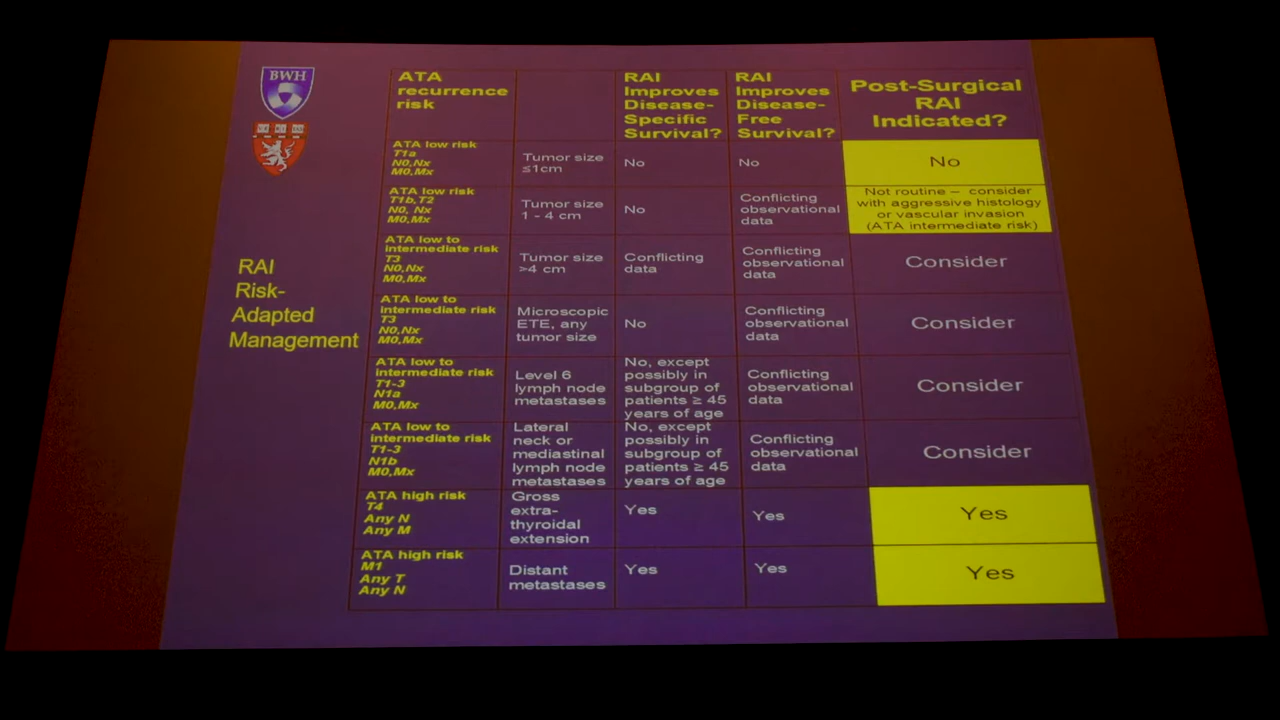 BWH
RAI
Risk-
Adapted
Management
ATA
recurrence
risk
RAI
Improves
Disease-
Specific
Survival?
RAI
Improves
Disease-
Free
Survival?
Post-Surgical
RAI
Indicated?
ATA low risk
T1a
N0,Nx
M0,Mx
Tumor size
≤1cm
No
No
No
ATA low risk
T1b,T2
N0, Nx
M0,Mx
Tumor size
1 - 4 cm
No
Conflicting
observational
data
Not routine – consider
with aggressive histology
or vascular invasion
(ATA intermediate risk)
ATA low to
intermediate risk
T3
N0,Nx
M0,Mx
Tumor size
>4 cm
Conflicting
data
Conflicting
observational
data
Consider
ATA low to
intermediate risk
T3
N0,Nx
M0,Mx
Microscopic
ETE, any
tumor size
No
Conflicting
observational
data
Consider
ATA low to
intermediate risk
T1-3
N1a
M0,Mx
Level 6
lymph node
metastases
No, except
possibly in
subgroup of
patients ≥ 45
years of age
Conflicting
observational
data
Consider
ATA low to
intermediate risk
T1-3
N1b
M0,Mx
Lateral
neck or
mediastinal
lymph node
metastases
No, except
possibly in
subgroup of
patients ≥ 45
years of age
Conflicting
observational
data
Consider
ATA high risk
T4
Any N
Any M
Gross
extra-
thyroidal
extension
Yes
Yes
Yes
ATA high risk
M1
Any T
Any N
Distant
metastases
Yes
Yes
Yes